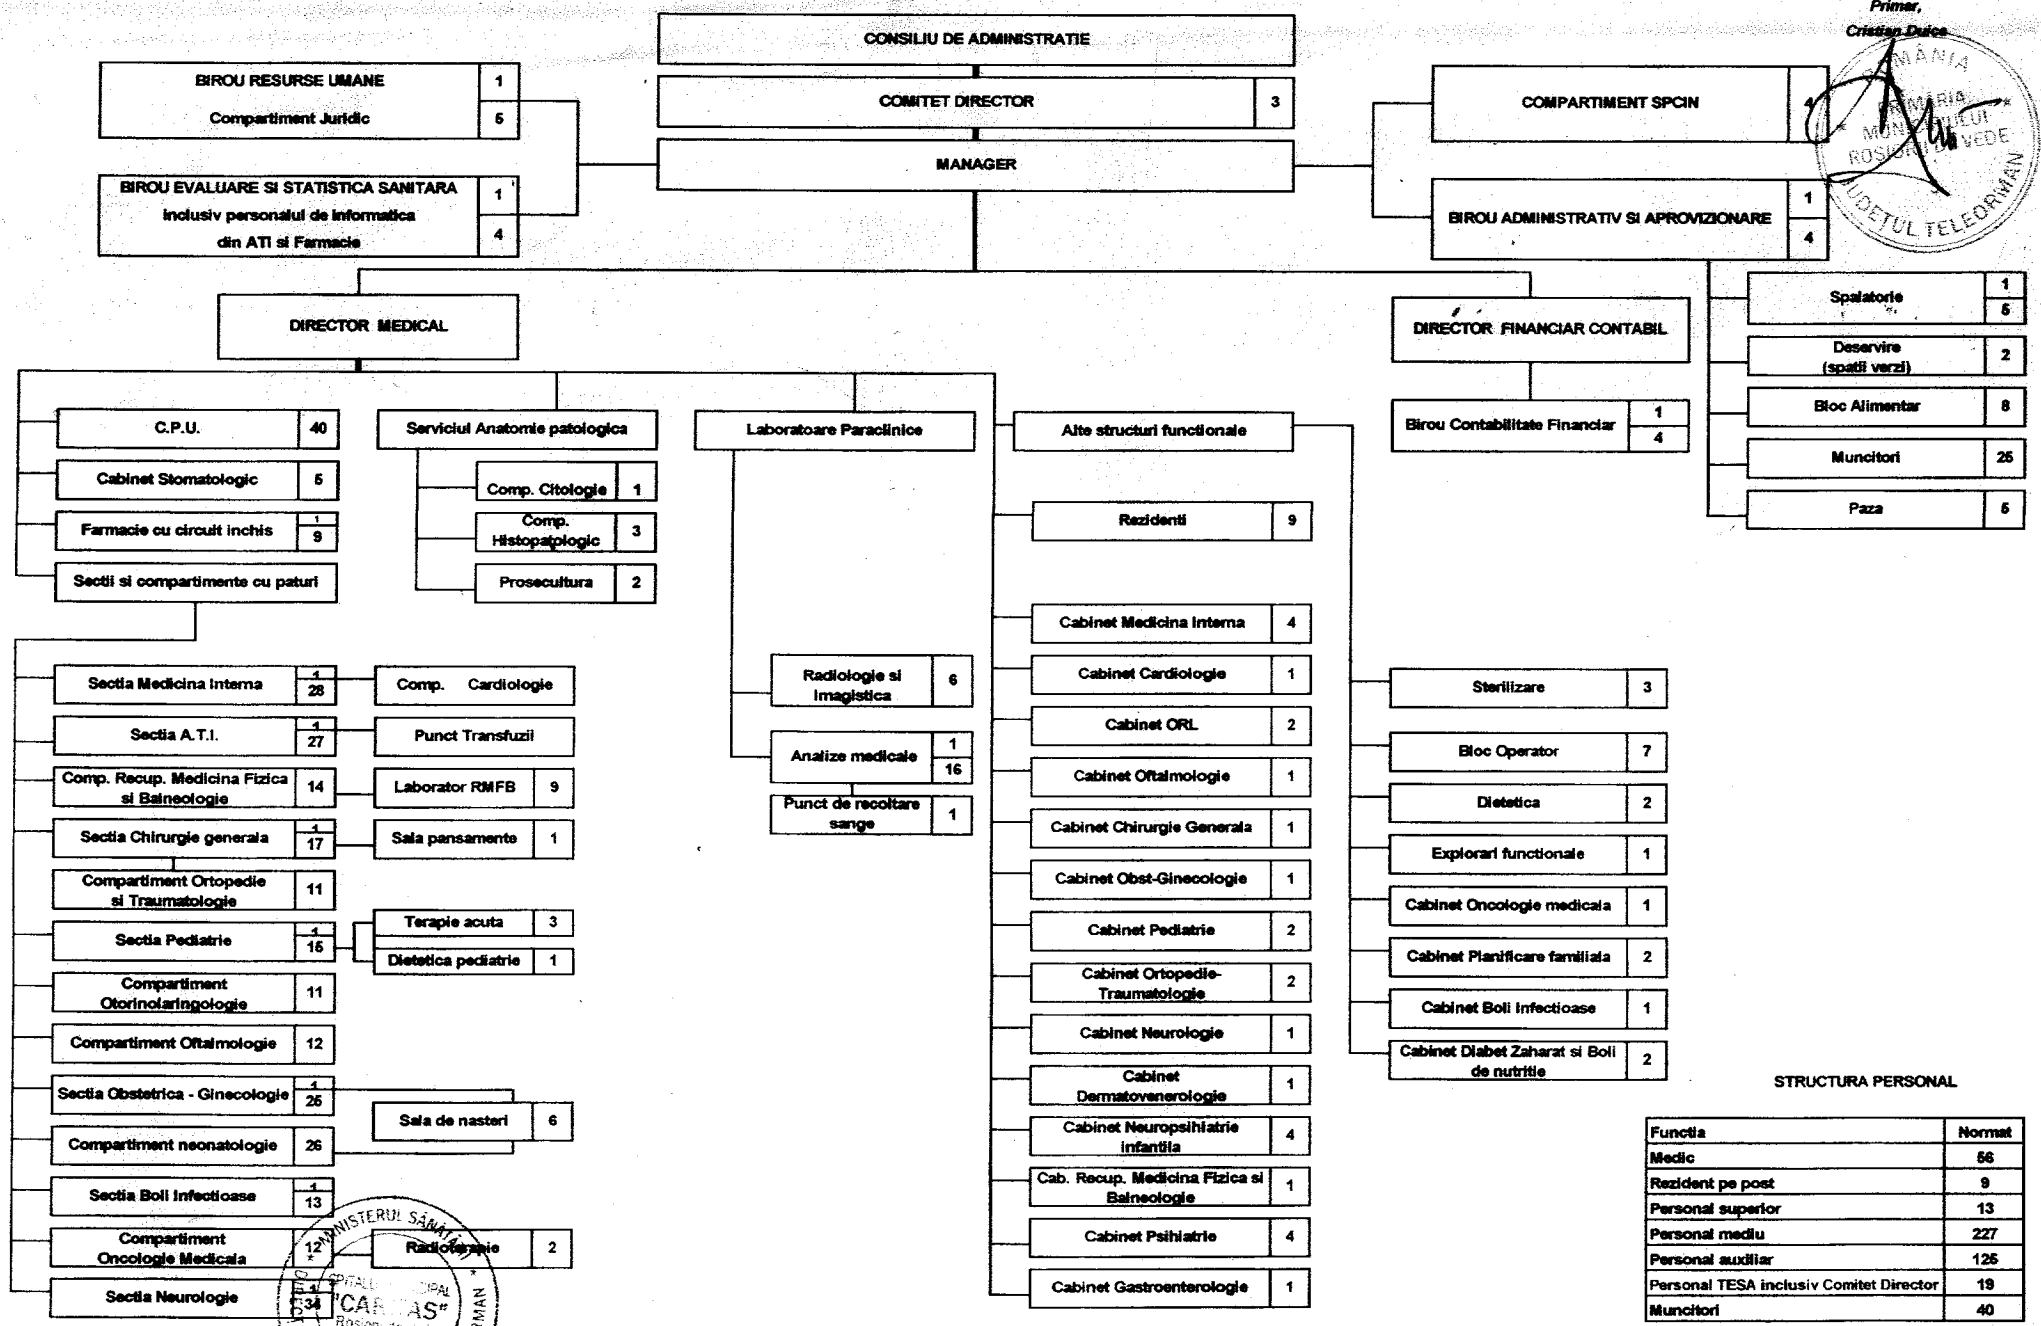 Primar,
Cristian Dulce
ROMÂNIA
PRIMĂRIA
ROSIORII DE VEDE
JUDEȚUL TELEORMAN
CONSILIU DE ADMINISTRATIE
COMITET DIRECTOR 3
MANAGER
BIROU RESURSE UMANE 1
Compartiment Juridic 5
BIROU EVALUARE SI STATISTICA SANITARA 1
inclusiv personalul de informatica
din ATI si Farmacie 4
COMPARTIMENT SPCIN 4
BIROU ADMINISTRATIV SI APROVIZIONARE 1
4
Spalatorie 1
5
Deservire
(spatii verzi) 2
Bloc Alimentar 8
Muncitori 25
Paza 5
DIRECTOR MEDICAL
DIRECTOR FINANCIAR CONTABIL
Birou Contabilitate Financiar 1
4
C.P.U. 40
Cabinet Stomatologic 5
Farmacie cu circuit inchis 1
9
Sectii si compartimente cu paturi
Serviciul Anatomie patologica
Comp. Citologie 1
Comp.
Histopatologic 3
Prosecultura 2
Laboratoare Paraclinice
Radiologie si
Imagistica 6
Analize medicale 1
16
Punct de recoltare
sange 1
Alte structuri functionale
Rezidenti 9
Cabinet Medicina Interna 4
Cabinet Cardiologie 1
Cabinet ORL 2
Cabinet Oftalmologie 1
Cabinet Chirurgie Generala 1
Cabinet Obst-Ginecologie 1
Cabinet Pediatrie 2
Cabinet Ortopedie-
Traumatologie 2
Cabinet Neurologie 1
Cabinet
Dermatovenerologie 1
Cabinet Neuropsihiatrie
infantila 4
Cab. Recup. Medicina Fizica si
Balneologie 1
Cabinet Psihiatrie 4
Cabinet Gastroenterologie 1
Sterilizare 3
Bloc Operator 7
Dietetica 2
Explorari functionale 1
Cabinet Oncologie medicala 1
Cabinet Planificare familiala 2
Cabinet Boli Infectioase 1
Cabinet Diabet Zaharat si Boli
de nutritie 2
Sectia Medicina Interna 1
28
Comp. Cardiologie
Sectia A.T.I. 1
27
Punct Transfuzii
Comp. Recup. Medicina Fizica
si Balneologie 14
Laborator RMFB 9
Sectia Chirurgie generala 1
17
Sala pansamente 1
Compartiment Ortopedie
si Traumatologie 11
Sectia Pediatrie 1
15
Terapie acuta 3
Dietetica pediatrie 1
Compartiment
Otorinolaringologie 11
Compartiment Oftalmologie 12
Sectia Obstetrica - Ginecologie 1
25
Sala de nasteri 6
Compartiment neonatologie 26
Sectia Boli Infectioase 1
13
Compartiment
Oncologie Medicala 12
Radioterapie 2
Sectia Neurologie 1
34
MINISTERUL SĂNĂTĂȚII
STRUCTURA PERSONAL
Functia Normat
Medic 56
Rezident pe post 9
Personal superior 13
Personal mediu 227
Personal auxiliar 125
Personal TESA inclusiv Comitet Director 19
Muncitori 40